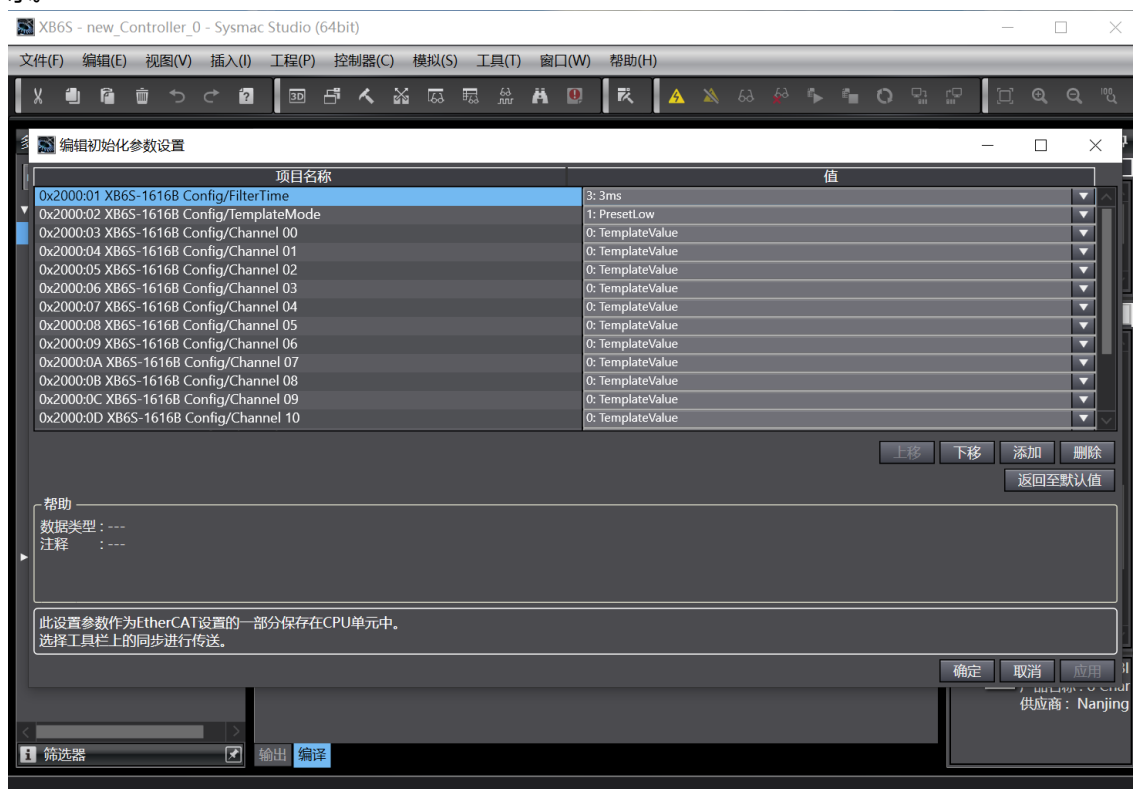 XB6S - new_Controller_0 - Sysmac Studio (64bit)
文件(F) 编辑(E) 视图(V) 插入(I) 工程(P) 控制器(C) 模拟(S) 工具(T) 窗口(W) 帮助(H)
编辑初始化参数设置
项目名称 值
0x2000:01 XB6S-1616B Config/FilterTime 3: 3ms
0x2000:02 XB6S-1616B Config/TemplateMode 1: PresetLow
0x2000:03 XB6S-1616B Config/Channel 00 0: TemplateValue
0x2000:04 XB6S-1616B Config/Channel 01 0: TemplateValue
0x2000:05 XB6S-1616B Config/Channel 02 0: TemplateValue
0x2000:06 XB6S-1616B Config/Channel 03 0: TemplateValue
0x2000:07 XB6S-1616B Config/Channel 04 0: TemplateValue
0x2000:08 XB6S-1616B Config/Channel 05 0: TemplateValue
0x2000:09 XB6S-1616B Config/Channel 06 0: TemplateValue
0x2000:0A XB6S-1616B Config/Channel 07 0: TemplateValue
0x2000:0B XB6S-1616B Config/Channel 08 0: TemplateValue
0x2000:0C XB6S-1616B Config/Channel 09 0: TemplateValue
0x2000:0D XB6S-1616B Config/Channel 10 0: TemplateValue
上移 下移 添加 删除
返回至默认值
帮助
数据类型 : ---
注释 : ---
此设置参数作为EtherCAT设置的一部分保存在CPU单元中。
选择工具栏上的同步进行传送。
确定 取消 应用
供应商 : Nanjing
筛选器 输出 编译